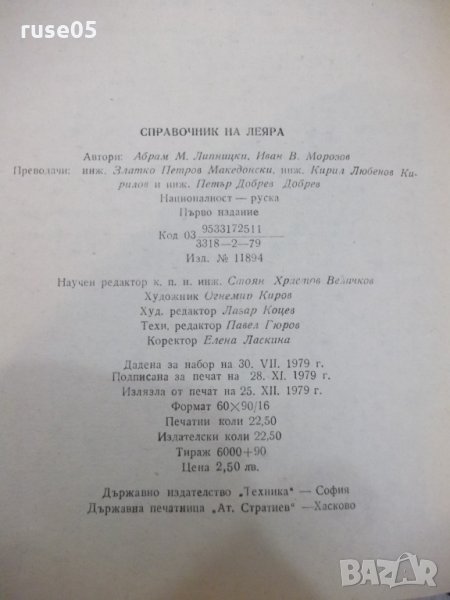 ruse05
СПРАВОЧНИК НА ЛЕЯРА
Автори: Абрам М. Липницки, Иван В. Морозов
Преводачи: инж. Златко Петров Македонски, инж. Кирил Любенов Ки-
рилов и инж. Петър Добрев Добрев
Националност — руска
Първо издание
Код 03 9533172511
3318—2—79
Изд. № 11894
Научен редактор к. т. н. инж. Стоян Христов Величков
Художник Огнемир Киров
Худ. редактор Лазар Коцев
Техн. редактор Павел Гюров
Коректор Елена Ласкина
Дадена за набор на 30. VII. 1979 г.
Подписана за печат на 28. XI. 1979 г.
Излязла от печат на 25. XII. 1979 г.
Формат 60×90/16
Печатни коли 22,50
Издателски коли 22,50
Тираж 6000+90
Цена 2,50 лв.
Държавно издателство „Техника“ — София
Държавна печатница „Ат. Стратиев“ —Хасково
BAZAR